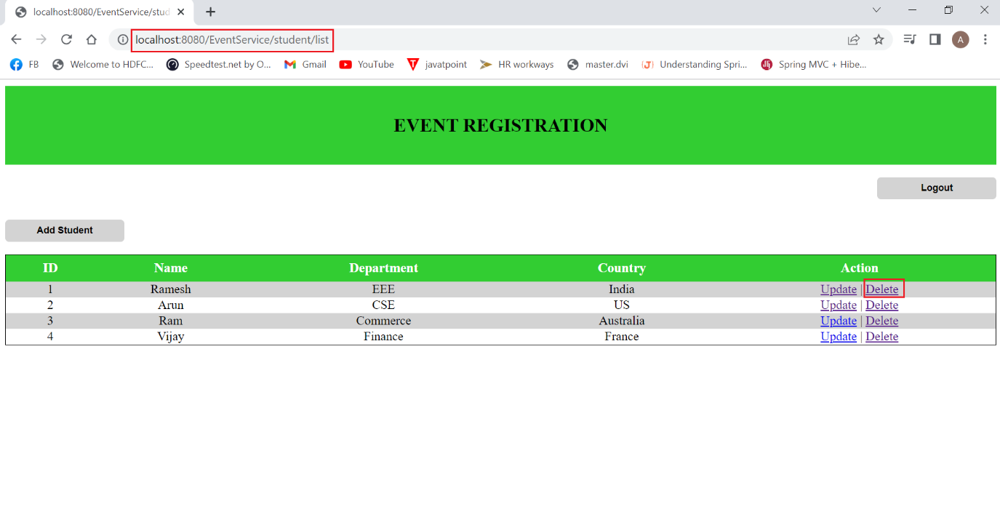 localhost:8080/EventService/stud
localhost:8080/EventService/student/list
A
FB Welcome to HDFC... Speedtest.net by O... Gmail YouTube javatpoint HR workways master.dvi Understanding Spri... Spring MVC + Hibe...
EVENT REGISTRATION
Logout
Add Student
ID Name Department Country Action
1 Ramesh EEE India Update | Delete
2 Arun CSE US Update | Delete
3 Ram Commerce Australia Update | Delete
4 Vijay Finance France Update | Delete